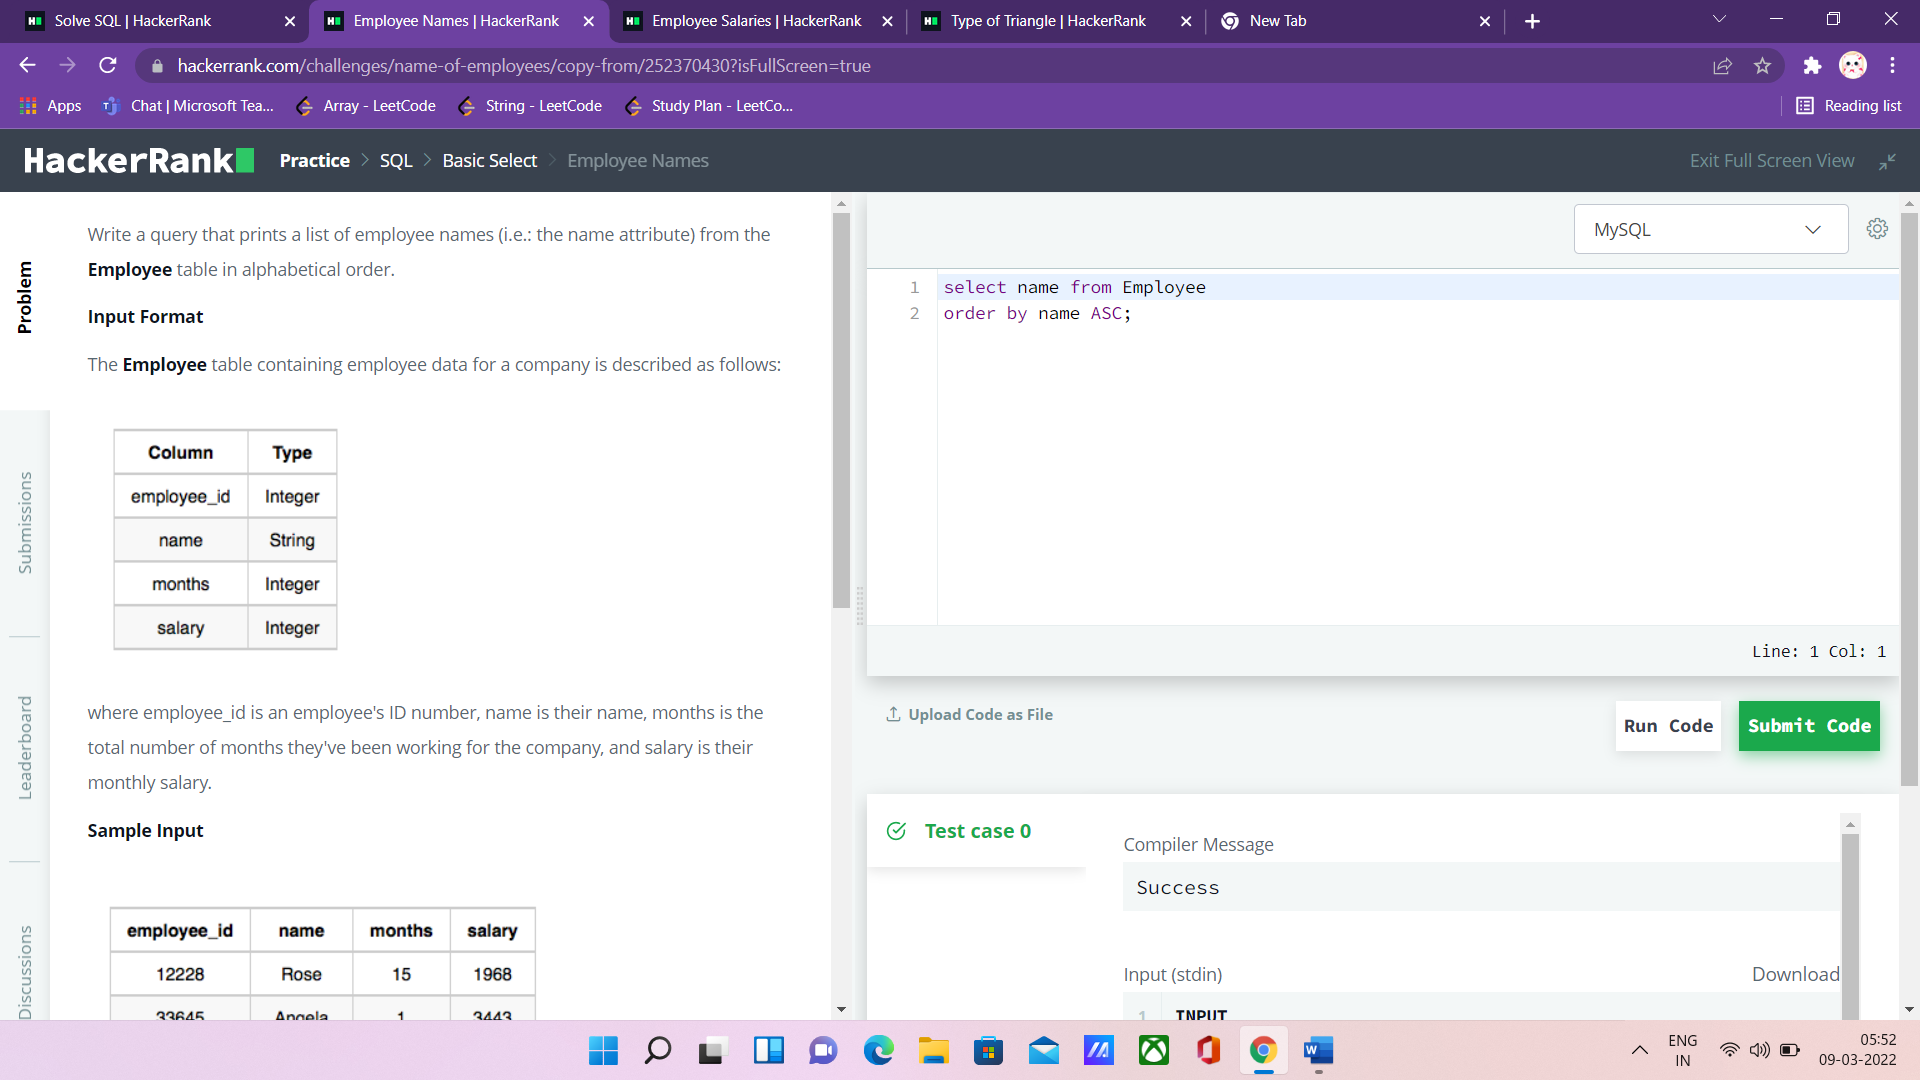 Solve SQL | HackerRank
Employee Names | HackerRank
Employee Salaries | HackerRank
Type of Triangle | HackerRank
New Tab
hackerrank.com/challenges/name-of-employees/copy-from/252370430?isFullScreen=true
Apps
Chat | Microsoft Tea...
Array - LeetCode
String - LeetCode
Study Plan - LeetCo...
Reading list
HackerRank
Practice > SQL > Basic Select > Employee Names
Exit Full Screen View
Problem
Submissions
Leaderboard
Discussions
Write a query that prints a list of employee names (i.e.: the name attribute) from the
Employee table in alphabetical order.
Input Format
The Employee table containing employee data for a company is described as follows:
Column Type
employee_id Integer
name String
months Integer
salary Integer
where employee_id is an employee's ID number, name is their name, months is the
total number of months they've been working for the company, and salary is their
monthly salary.
Sample Input
employee_id name months salary
12228 Rose 15 1968
33645 Angela 1 3443
MySQL
1 select name from Employee
2 order by name ASC;
Line: 1 Col: 1
Upload Code as File
Run Code
Submit Code
Test case 0
Compiler Message
Success
Input (stdin)
Download
1 INPUT
ENG
IN
05:52
09-03-2022